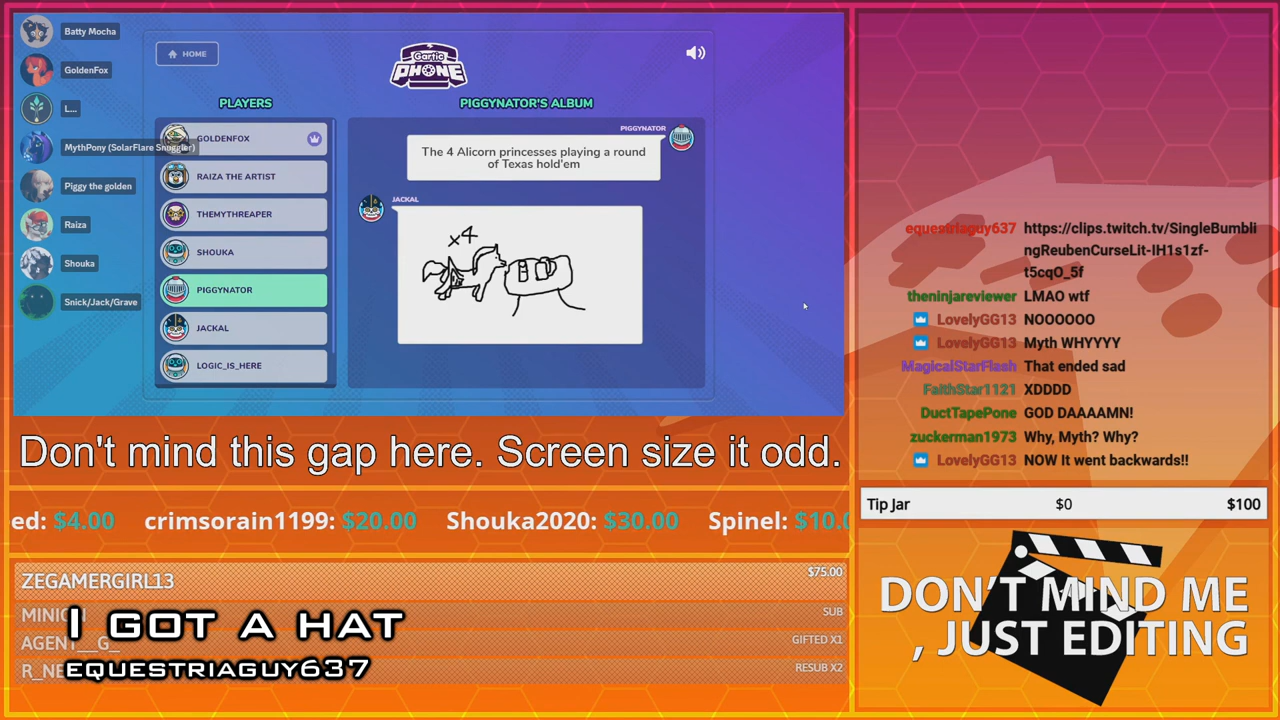 Batty Mocha
GoldenFox
L...
MythPony (SolarFlare Snuggler)
Piggy the golden
Raiza
Shouka
Snick/Jack/Grave
HOME
Gartic
PHONE
PLAYERS
GOLDENFOX
RAIZA THE ARTIST
THEMYTHREAPER
SHOUKA
PIGGYNATOR
JACKAL
LOGIC_IS_HERE
PIGGYNATOR'S ALBUM
PIGGYNATOR
The 4 Alicorn princesses playing a round
of Texas hold'em
JACKAL
x4
Don't mind this gap here. Screen size it odd.
ed: $4.00 crimsorain1199: $20.00 Shouka2020: $30.00 Spinel: $10.0
ZEGAMERGIRL13 $75.00
SUB
AGENT__G_ GIFTED X1
RESUB X2
I GOT A HAT
EQUESTRIAGUY637
equestriaguy637 https://clips.twitch.tv/SingleBumbli
ngReubenCurseLit-IH1s1zf-
t5cqO_5f
theninjareviewer LMAO wtf
LovelyGG13 NOOOOOO
LovelyGG13 Myth WHYYYY
MagicalStarFlash That ended sad
FaithStar1121 XDDDD
DuctTapePone GOD DAAAAMN!
zuckerman1973 Why, Myth? Why?
LovelyGG13 NOW It went backwards!!
Tip Jar $0 $100
DON'T MIND ME
, JUST EDITING